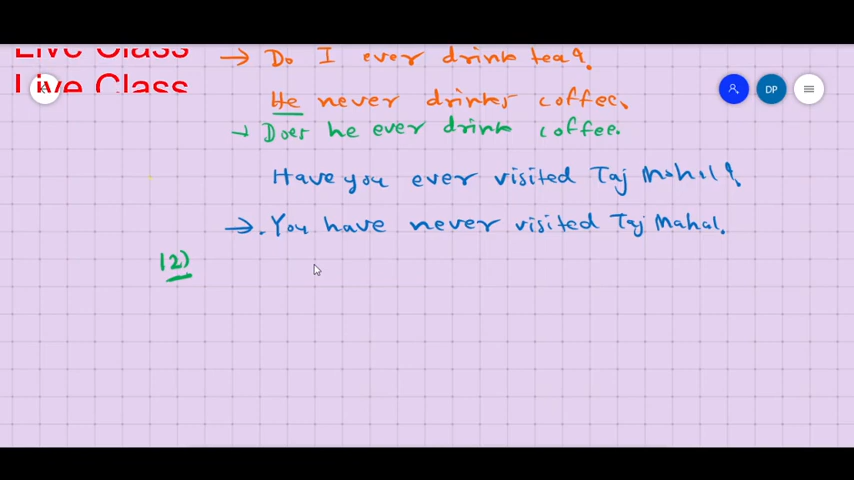 Live Class
Live Class
→ Do I ever drink tea?
He never drinks coffee.
DP
→ Does he ever drink coffee.
Have you ever visited Taj Mahal?
→ . You have never visited Taj Mahal.
12)